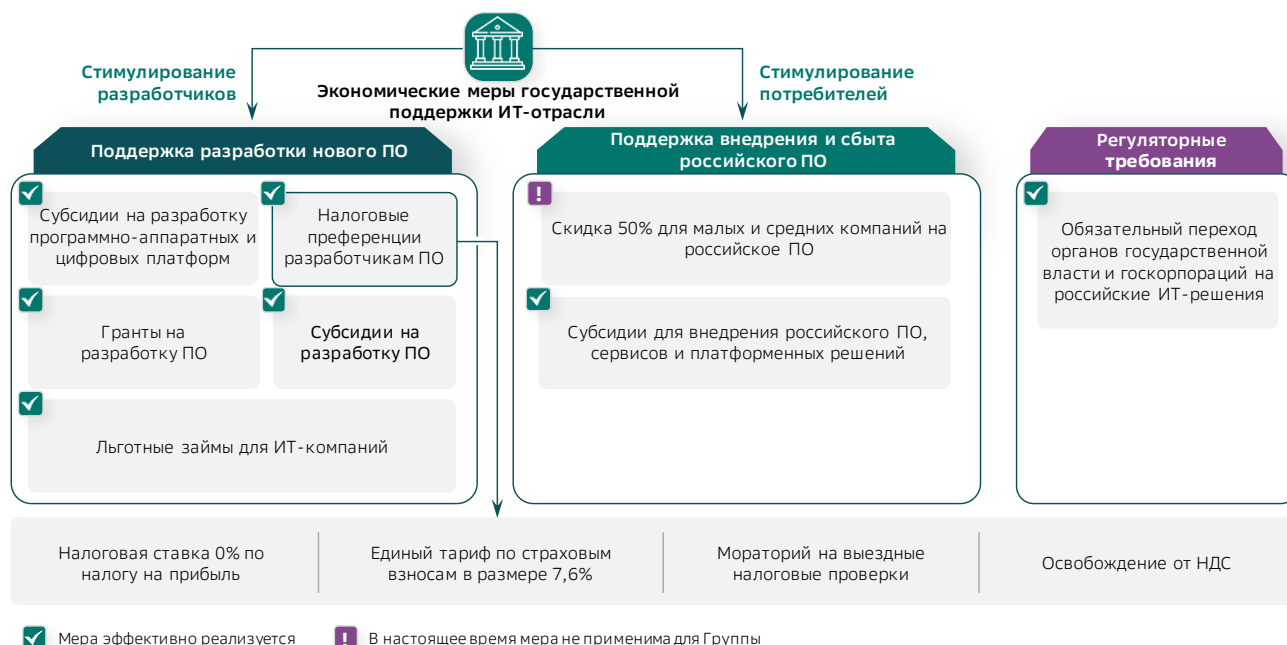 Стимулирование
разработчиков
Экономические меры государственной
поддержки ИТ-отрасли
Стимулирование
потребителей
Поддержка разработки нового ПО
Субсидии на разработку
программно-аппаратных и
цифровых платформ
Налоговые
преференции
разработчикам ПО
Гранты на
разработку ПО
Субсидии на
разработку ПО
Льготные займы для ИТ-компаний
Поддержка внедрения и сбыта
российского ПО
!
Скидка 50% для малых и средних компаний на
российское ПО
Субсидии для внедрения российского ПО,
сервисов и платформенных решений
Регуляторные
требования
Обязательный переход
органов государственной
власти и госкорпораций на
российские ИТ-решения
Налоговая ставка 0% по
налогу на прибыль
Единый тариф по страховым
взносам в размере 7,6%
Мораторий на выездные
налоговые проверки
Освобождение от НДС
Мера эффективно реализуется
! В настоящее время мера не применима для Группы